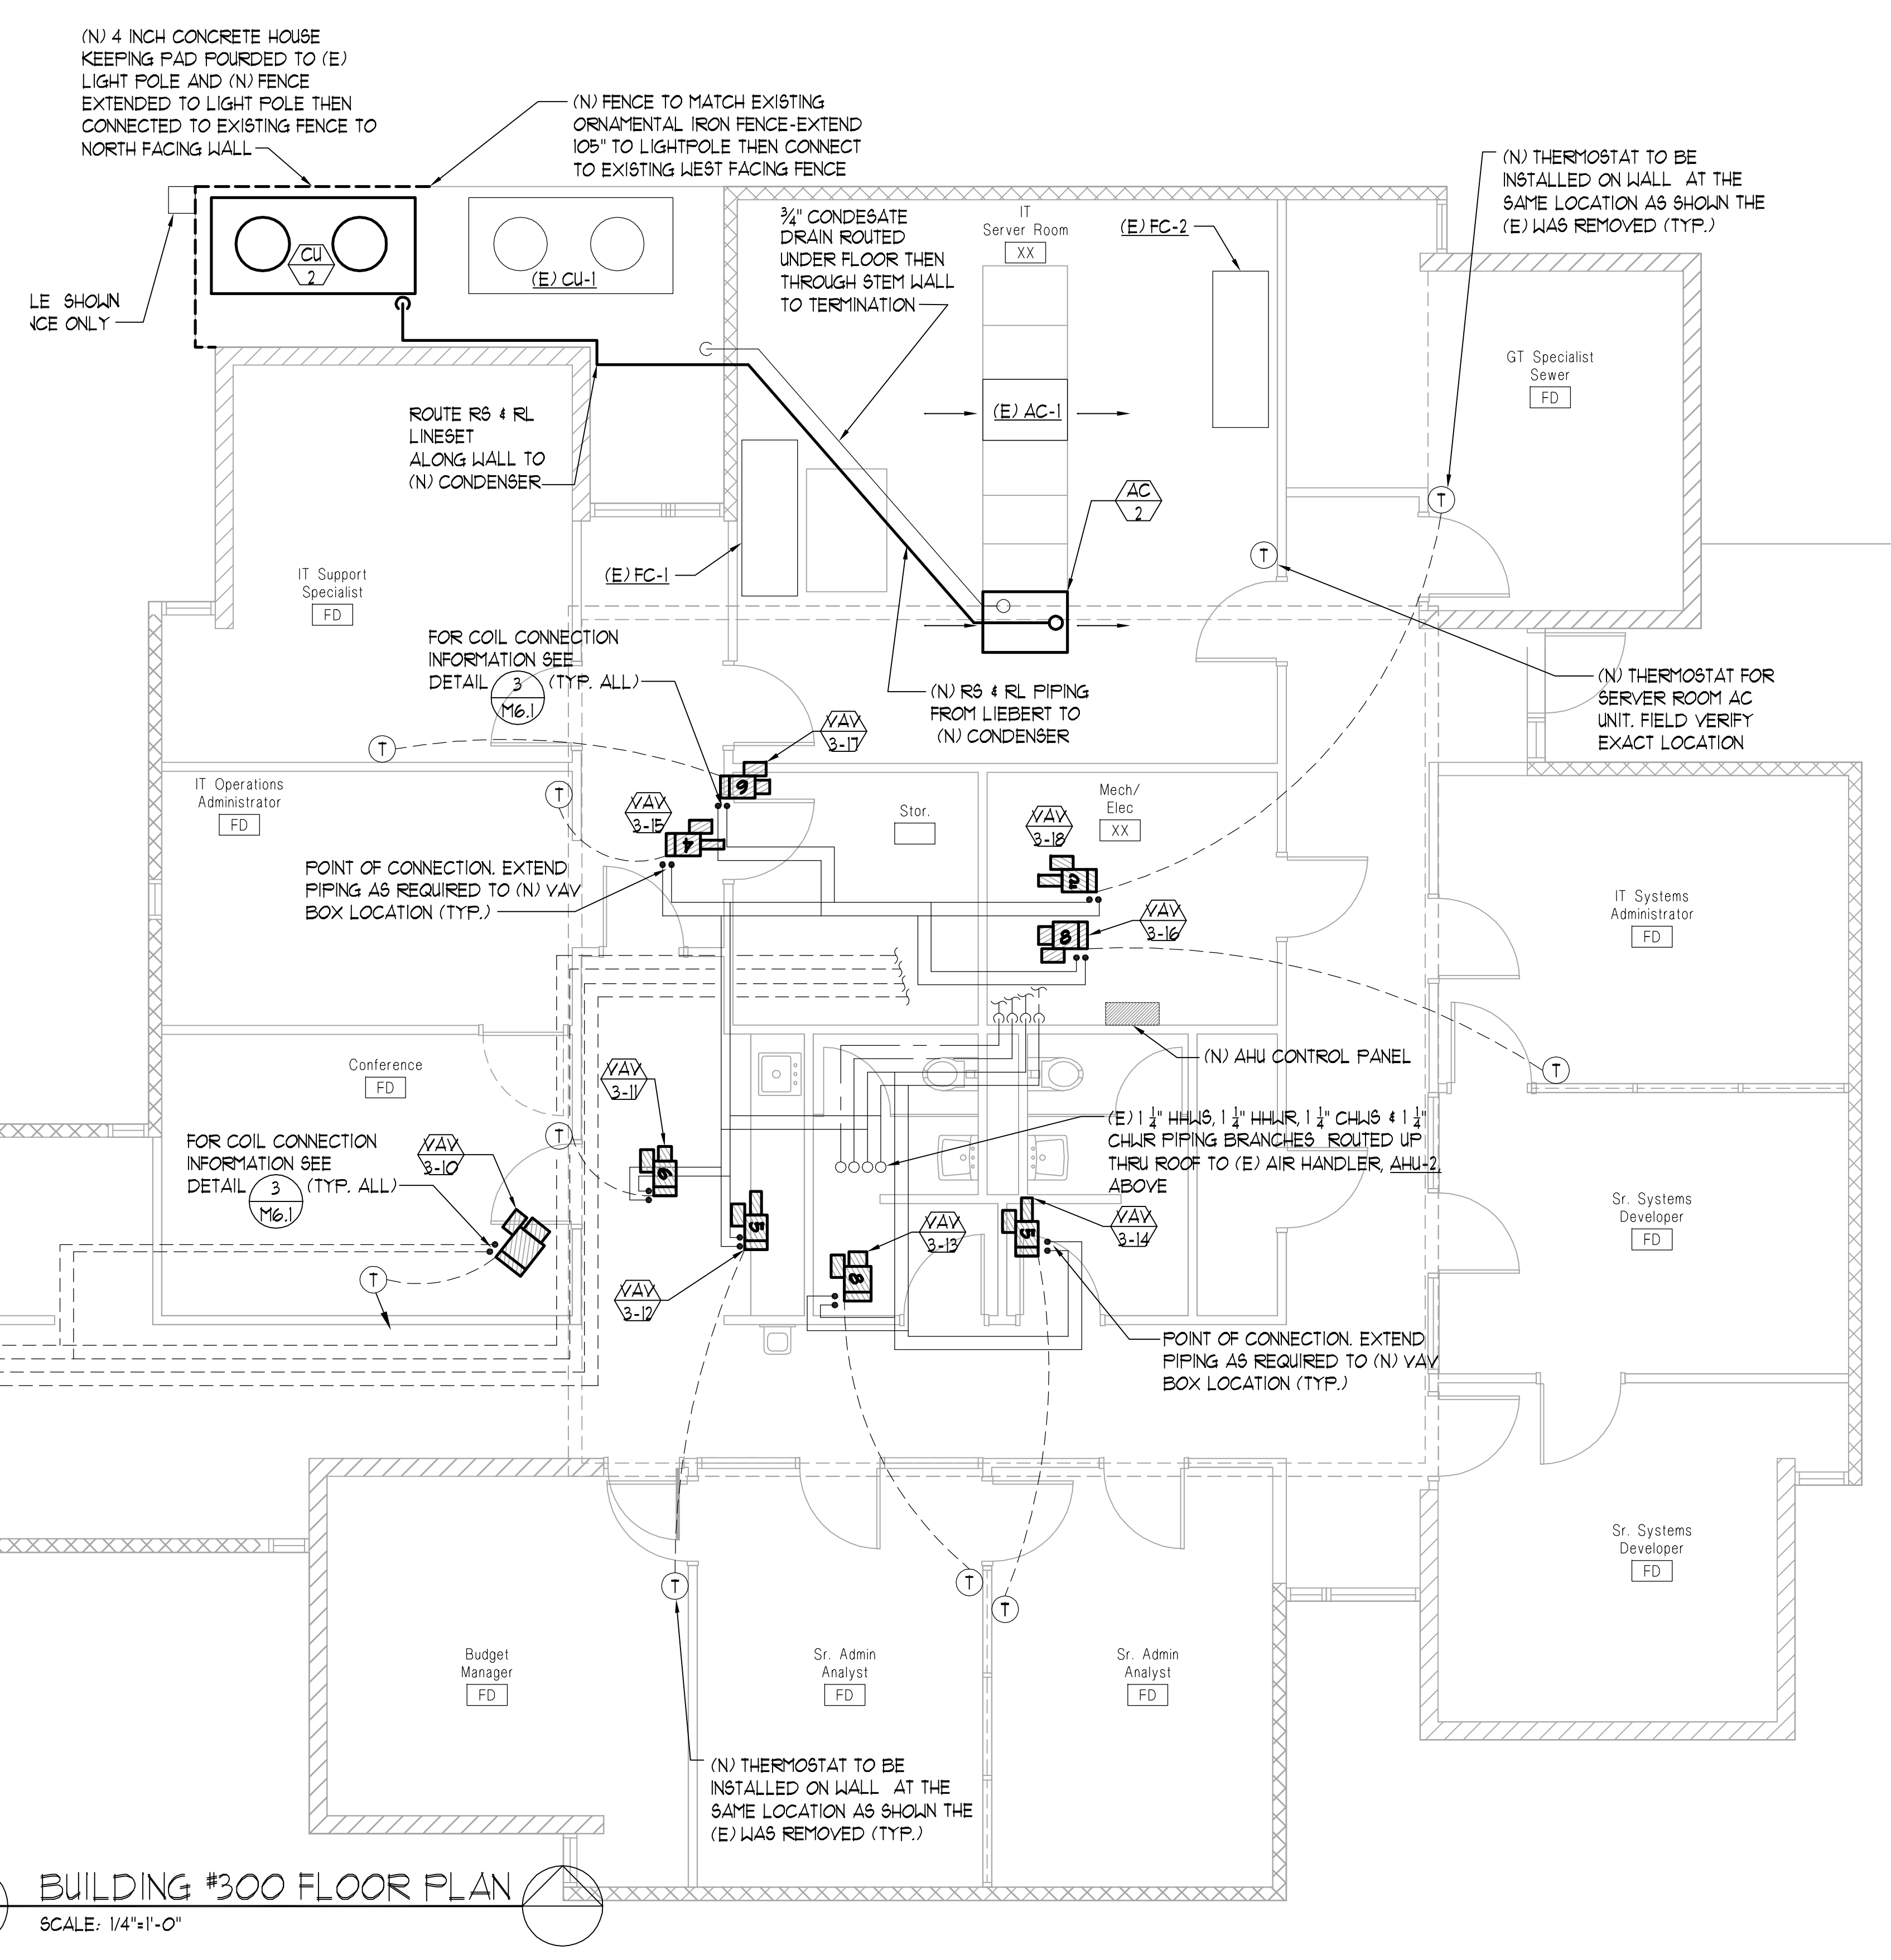 (N) 4 INCH CONCRETE HOUSE
KEEPING PAD POURDED TO (E)
LIGHT POLE AND (N) FENCE
EXTENDED TO LIGHT POLE THEN
CONNECTED TO EXISTING FENCE TO
NORTH FACING WALL
(N) FENCE TO MATCH EXISTING
ORNAMENTAL IRON FENCE-EXTEND
105" TO LIGHTPOLE THEN CONNECT
TO EXISTING WEST FACING FENCE
(N) THERMOSTAT TO BE
INSTALLED ON WALL AT THE
SAME LOCATION AS SHOWN THE
(E) WAS REMOVED (TYP.)
3/4" CONDESATE
DRAIN ROUTED
UNDER FLOOR THEN
THROUGH STEM WALL
TO TERMINATION
IT
Server Room
XX
(E) FC-2
CU
2
(E) CU-1
LE SHOWN
NCE ONLY
GT Specialist
Sewer
FD
(E) AC-1
ROUTE RS & RL
LINESET
ALONG WALL TO
(N) CONDENSER
AC
2
T
T
(E) FC-1
IT Support
Specialist
FD
FOR COIL CONNECTION
INFORMATION SEE
DETAIL 3 M6.1 (TYP. ALL)
(N) RS & RL PIPING
FROM LIEBERT TO
(N) CONDENSER
(N) THERMOSTAT FOR
SERVER ROOM AC
UNIT. FIELD VERIFY
EXACT LOCATION
VAV
3-17
T
6
IT Operations
Administrator
FD
T
VAV
3-15
4
Stor.
Mech/
Elec
XX
VAV
3-18
2
POINT OF CONNECTION. EXTEND
PIPING AS REQUIRED TO (N) VAV
BOX LOCATION (TYP.)
VAV
3-16
8
IT Systems
Administrator
FD
Conference
FD
VAV
3-11
(N) AHU CONTROL PANEL
T
(E) 1 1/4" HHWS, 1 1/4" HHWR, 1 1/4" CHWS & 1 1/4"
CHWR PIPING BRANCHES ROUTED UP
THRU ROOF TO (E) AIR HANDLER, AHU-2,
ABOVE
T
6
FOR COIL CONNECTION
INFORMATION SEE
DETAIL 3 M6.1 (TYP. ALL)
VAV
3-10
T
5
VAV
3-12
VAV
3-13
8
VAV
3-14
5
Sr. Systems
Developer
FD
POINT OF CONNECTION. EXTEND
PIPING AS REQUIRED TO (N) VAV
BOX LOCATION (TYP.)
Sr. Systems
Developer
FD
T
T
T
Budget
Manager
FD
Sr. Admin
Analyst
FD
Sr. Admin
Analyst
FD
(N) THERMOSTAT TO BE
INSTALLED ON WALL AT THE
SAME LOCATION AS SHOWN THE
(E) WAS REMOVED (TYP.)
BUILDING #300 FLOOR PLAN
SCALE: 1/4"=1'-0"